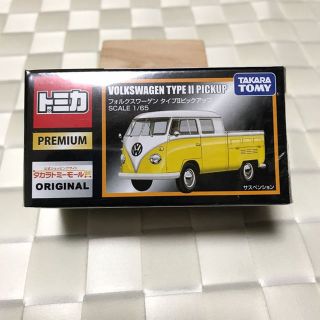 トミカ
PREMIUM
タカラトミーモール
ORIGINAL
VOLKSWAGEN TYPE II PICKUP
フォルクスワーゲン タイプⅡ ピックアップ
SCALE 1/65
TAKARA
TOMY
サスペンション